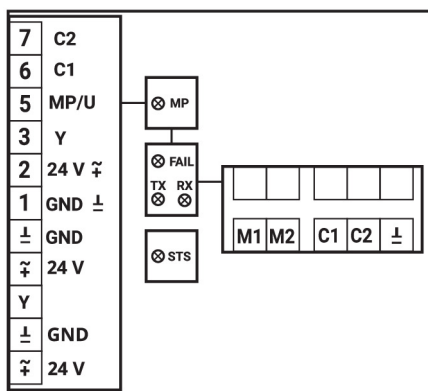 7 C2
6 C1
5 MP/U
3 Y
2 24 V ≂
1 GND ⊥
⊥ GND
≂ 24 V
Y
⊥ GND
≂ 24 V
MP
FAIL
TX RX
STS
M1 M2 C1 C2 ⊥